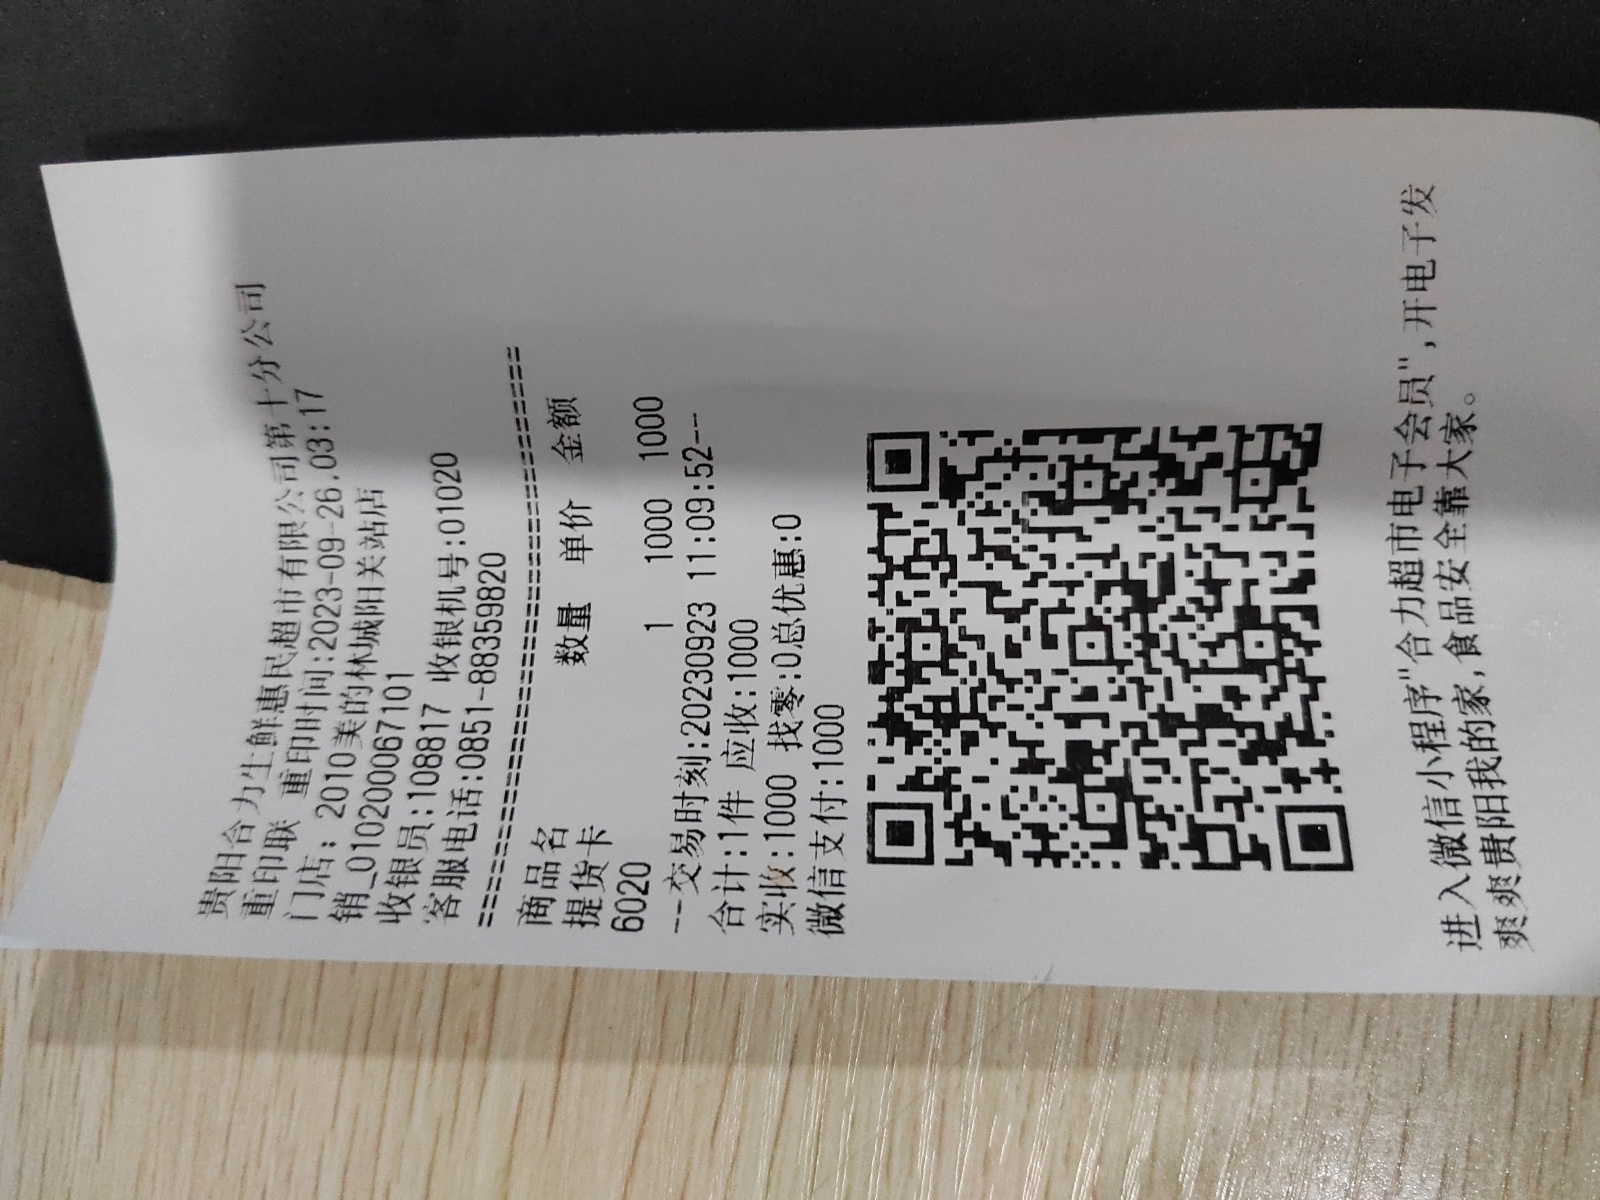 贵阳合力生鲜惠民超市有限公司第十分公司
重印联 重印时间:2023-09-26.03:17
门店: 2010美的林城阳关站店
销_0102000067101
收银员:108817 收银机号:01020
客服电话:0851-88359820
================================
商品名 数量 单价 金额
提货卡
6020 1 1000 1000
--交易时刻:20230923 11:09:52--
合计:1件 应收:1000
实收:1000 找零:0总优惠:0
微信支付:1000
进入微信小程序"合力超市电子会员",开电子发
爽爽贵阳我的家,食品安全靠大家。